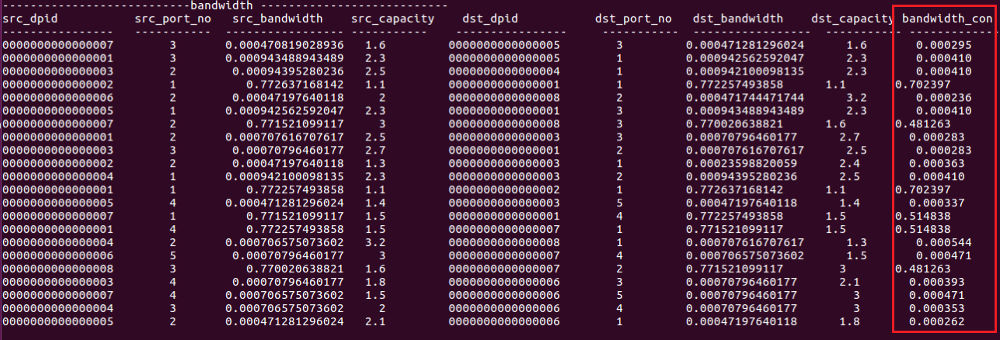 ----------------------------bandwidth ----------------------------
src_dpid src_port_no src_bandwidth src_capacity dst_dpid dst_port_no dst_bandwidth dst_capacity bandwidth_con
0000000000000007 3 0.000470819028936 1.6 0000000000000005 3 0.000471281296024 1.6 0.000295
0000000000000001 3 0.000943488943489 2.3 0000000000000005 1 0.000942562592047 2.3 0.000410
0000000000000003 2 0.00094395280236 2.5 0000000000000004 1 0.000942100098135 2.3 0.000410
0000000000000002 1 0.772637168142 1.1 0000000000000001 1 0.772257493858 1.1 0.702397
0000000000000006 2 0.00047197640118 2 0000000000000008 2 0.000471744471744 3.2 0.000236
0000000000000005 1 0.000942562592047 2.3 0000000000000001 3 0.000943488943489 2.3 0.000410
0000000000000007 2 0.771521099117 3 0000000000000008 3 0.770020638821 1.6 0.481263
0000000000000001 2 0.000707616707617 2.5 0000000000000003 3 0.00070796460177 2.7 0.000283
0000000000000003 3 0.00070796460177 2.7 0000000000000001 2 0.000707616707617 2.5 0.000283
0000000000000002 2 0.00047197640118 1.3 0000000000000003 1 0.00023598820059 2.4 0.000363
0000000000000004 1 0.000942100098135 2.3 0000000000000003 2 0.00094395280236 2.5 0.000410
0000000000000001 1 0.772257493858 1.1 0000000000000002 1 0.772637168142 1.1 0.702397
0000000000000005 4 0.000471281296024 1.4 0000000000000003 5 0.00047197640118 1.4 0.000337
0000000000000007 1 0.771521099117 1.5 0000000000000001 4 0.772257493858 1.5 0.514838
0000000000000001 4 0.772257493858 1.5 0000000000000007 1 0.771521099117 1.5 0.514838
0000000000000004 2 0.000706575073602 3.2 0000000000000008 1 0.000707616707617 1.3 0.000544
0000000000000006 5 0.00070796460177 3 0000000000000007 4 0.000706575073602 1.5 0.000471
0000000000000008 3 0.770020638821 1.6 0000000000000007 2 0.771521099117 3 0.481263
0000000000000003 4 0.00070796460177 1.8 0000000000000006 3 0.00070796460177 2.1 0.000393
0000000000000007 4 0.000706575073602 1.5 0000000000000006 5 0.00070796460177 3 0.000471
0000000000000004 3 0.000706575073602 2 0000000000000006 4 0.00070796460177 3 0.000353
0000000000000005 2 0.000471281296024 2.1 0000000000000006 1 0.00047197640118 1.8 0.000262